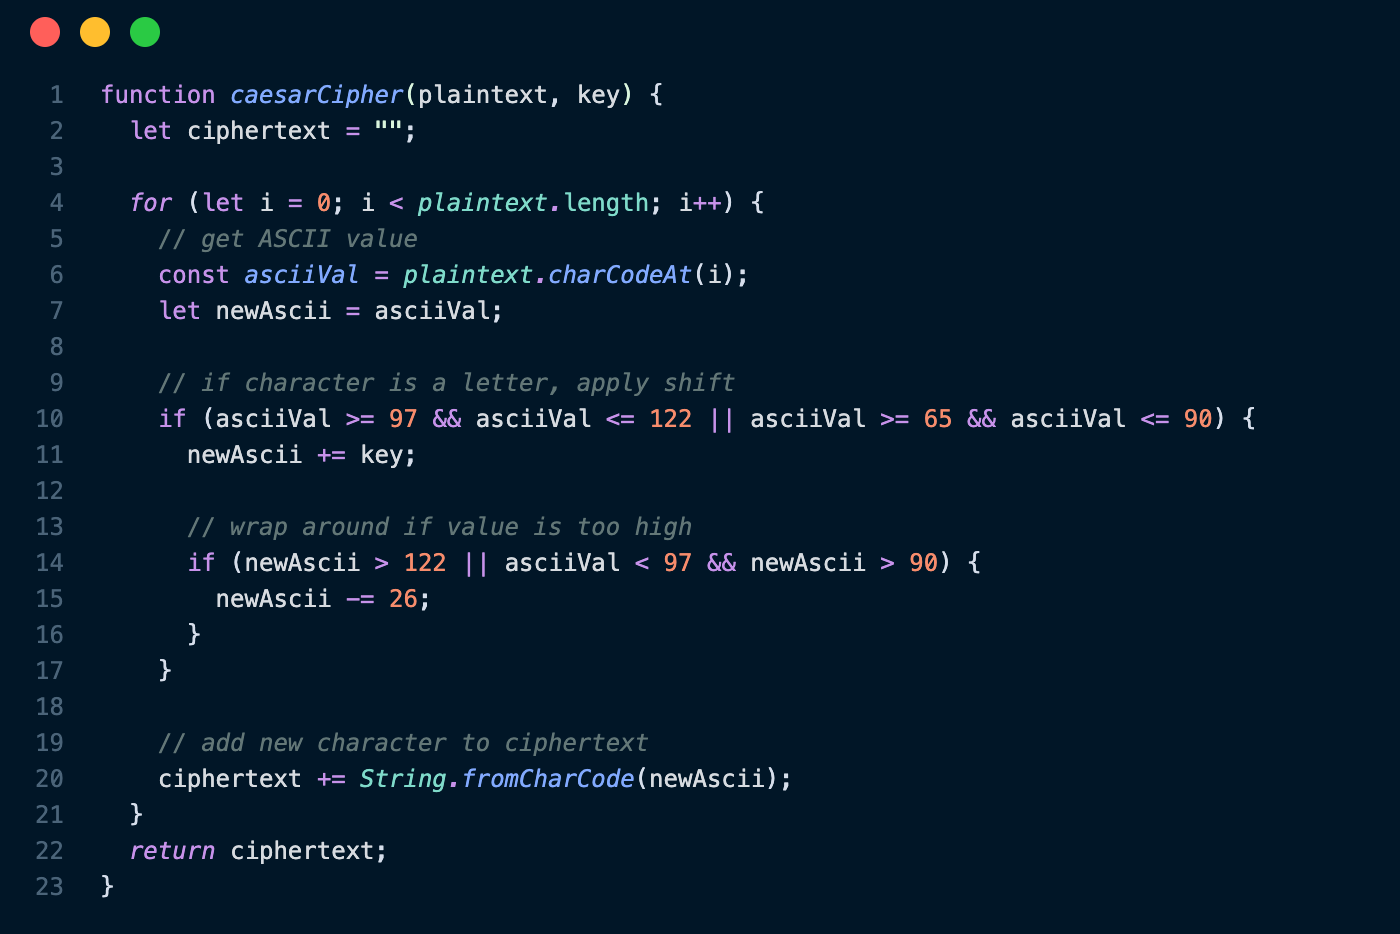 1 function caesarCipher(plaintext, key) {
2   let ciphertext = "";
3
4   for (let i = 0; i < plaintext.length; i++) {
5     // get ASCII value
6     const asciiVal = plaintext.charCodeAt(i);
7     let newAscii = asciiVal;
8
9     // if character is a letter, apply shift
10     if (asciiVal >= 97 && asciiVal <= 122 || asciiVal >= 65 && asciiVal <= 90) {
11       newAscii += key;
12
13       // wrap around if value is too high
14       if (newAscii > 122 || asciiVal < 97 && newAscii > 90) {
15         newAscii -= 26;
16       }
17     }
18
19     // add new character to ciphertext
20     ciphertext += String.fromCharCode(newAscii);
21   }
22   return ciphertext;
23 }